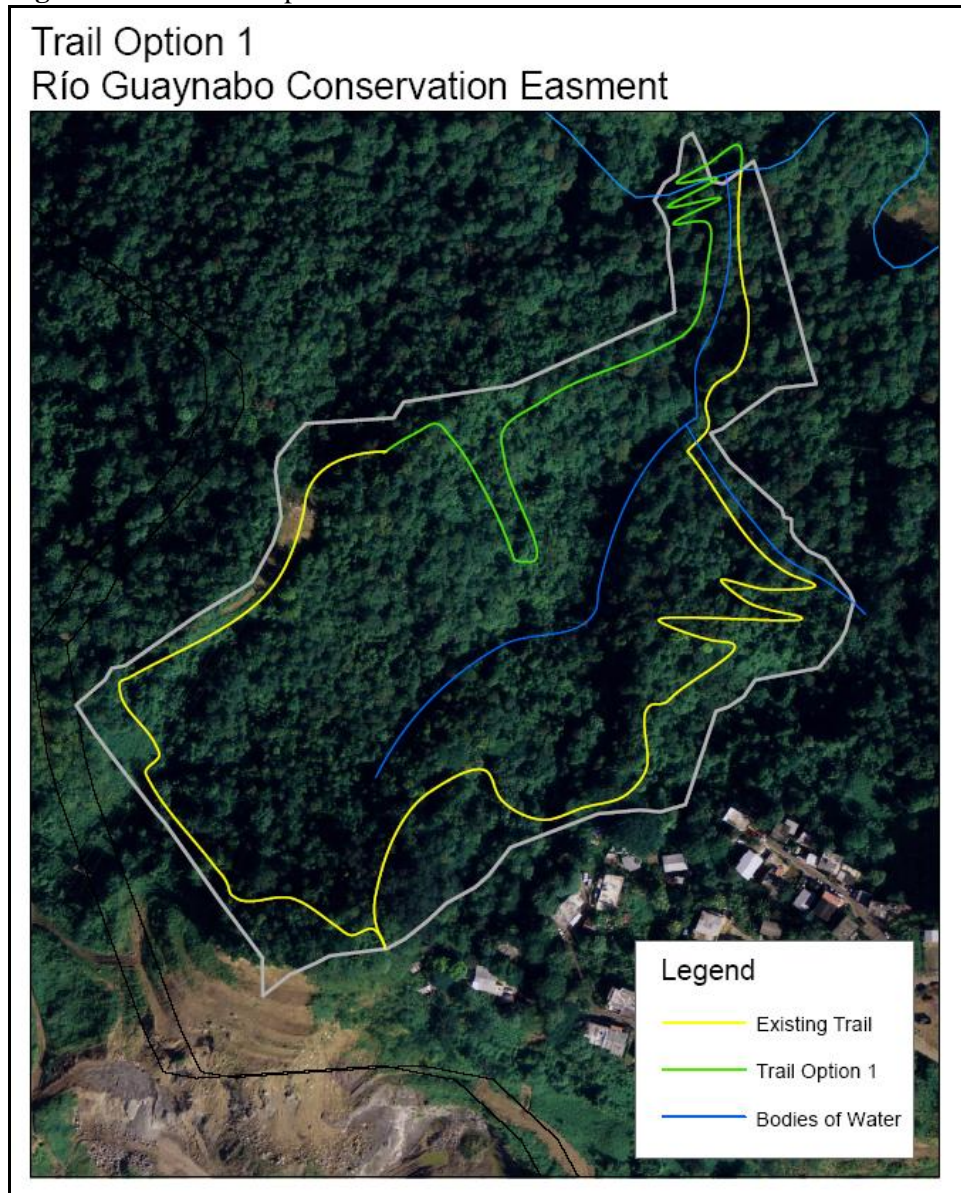 Trail Option 1
Río Guaynabo Conservation Easment
Legend
Existing Trail
Trail Option 1
Bodies of Water